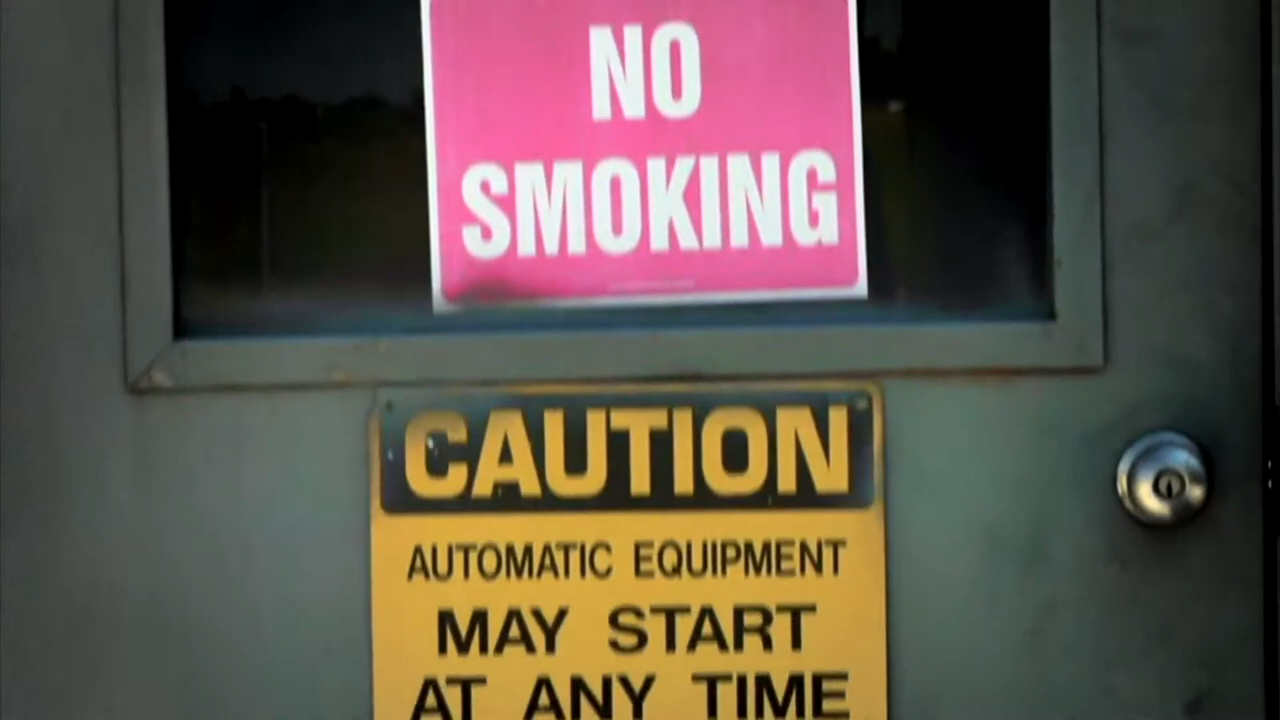 NO
SMOKING
CAUTION
AUTOMATIC EQUIPMENT
MAY START
AT ANY TIME